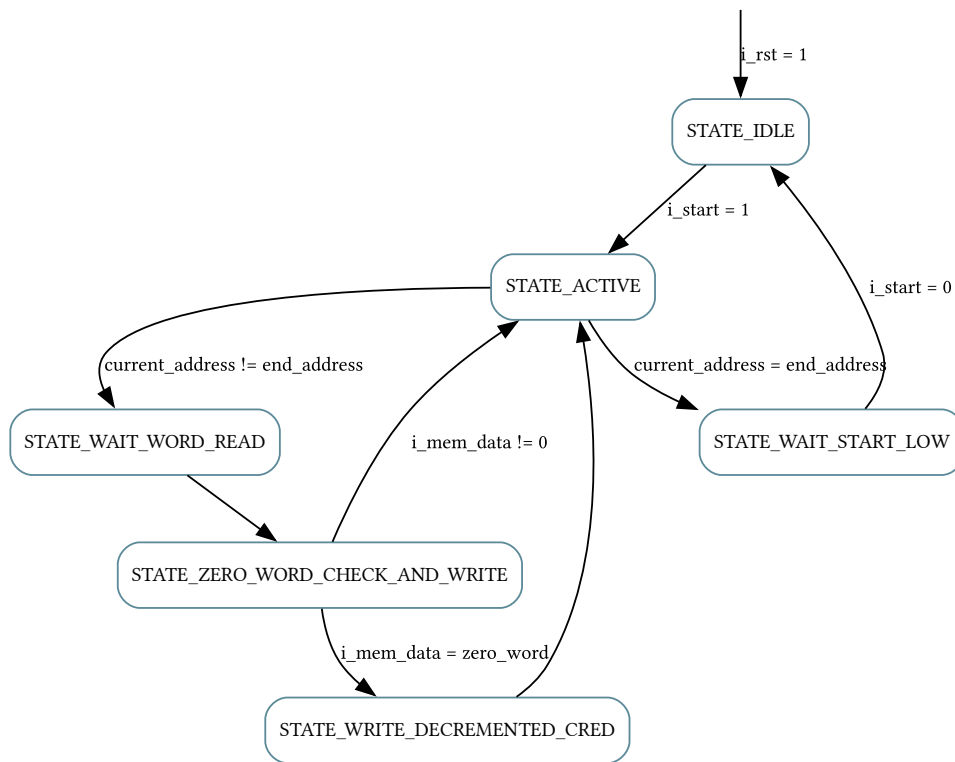 i_rst = 1
STATE_IDLE
i_start = 1
STATE_ACTIVE
i_start = 0
current_address != end_address
current_address = end_address
STATE_WAIT_WORD_READ
i_mem_data != 0
STATE_WAIT_START_LOW
STATE_ZERO_WORD_CHECK_AND_WRITE
i_mem_data = zero_word
STATE_WRITE_DECREMENTED_CRED